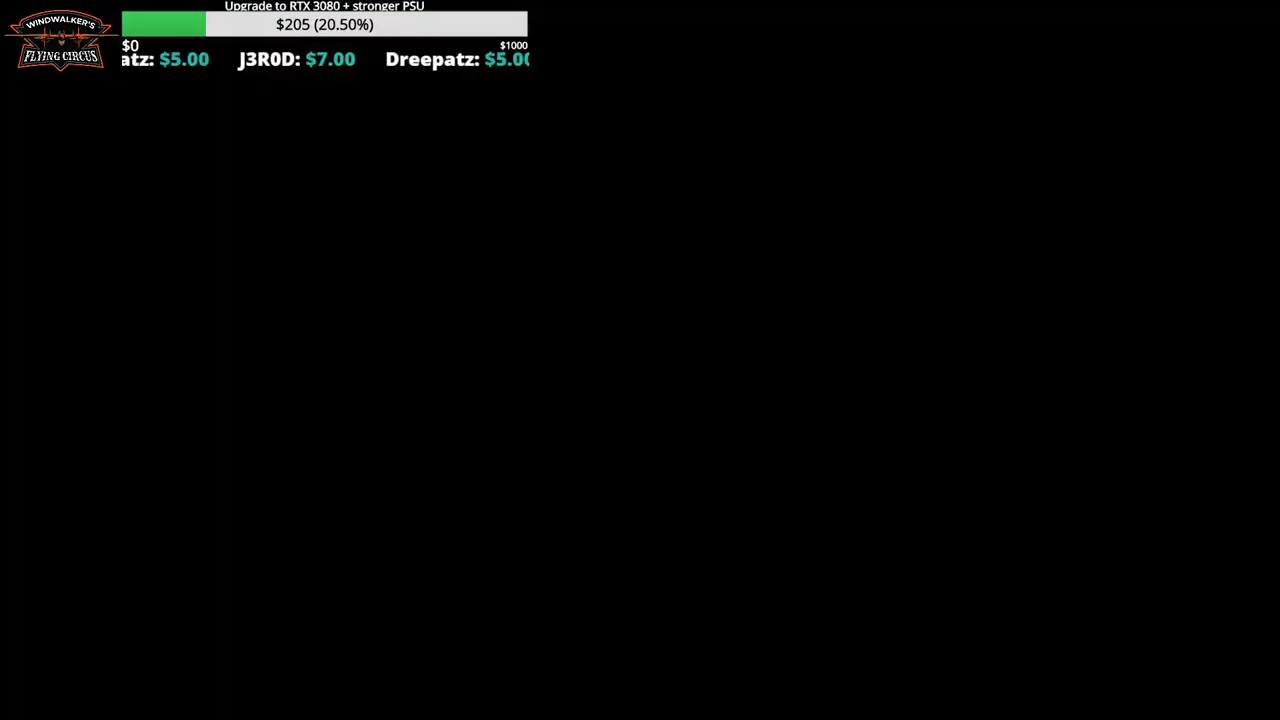 Upgrade to RTX 3080 + stronger PSU
WINDWALKER'S
FLYING CIRCUS
$205 (20.50%)
$0
$1000
atz: $5.00 J3R0D: $7.00 Dreepatz: $5.00